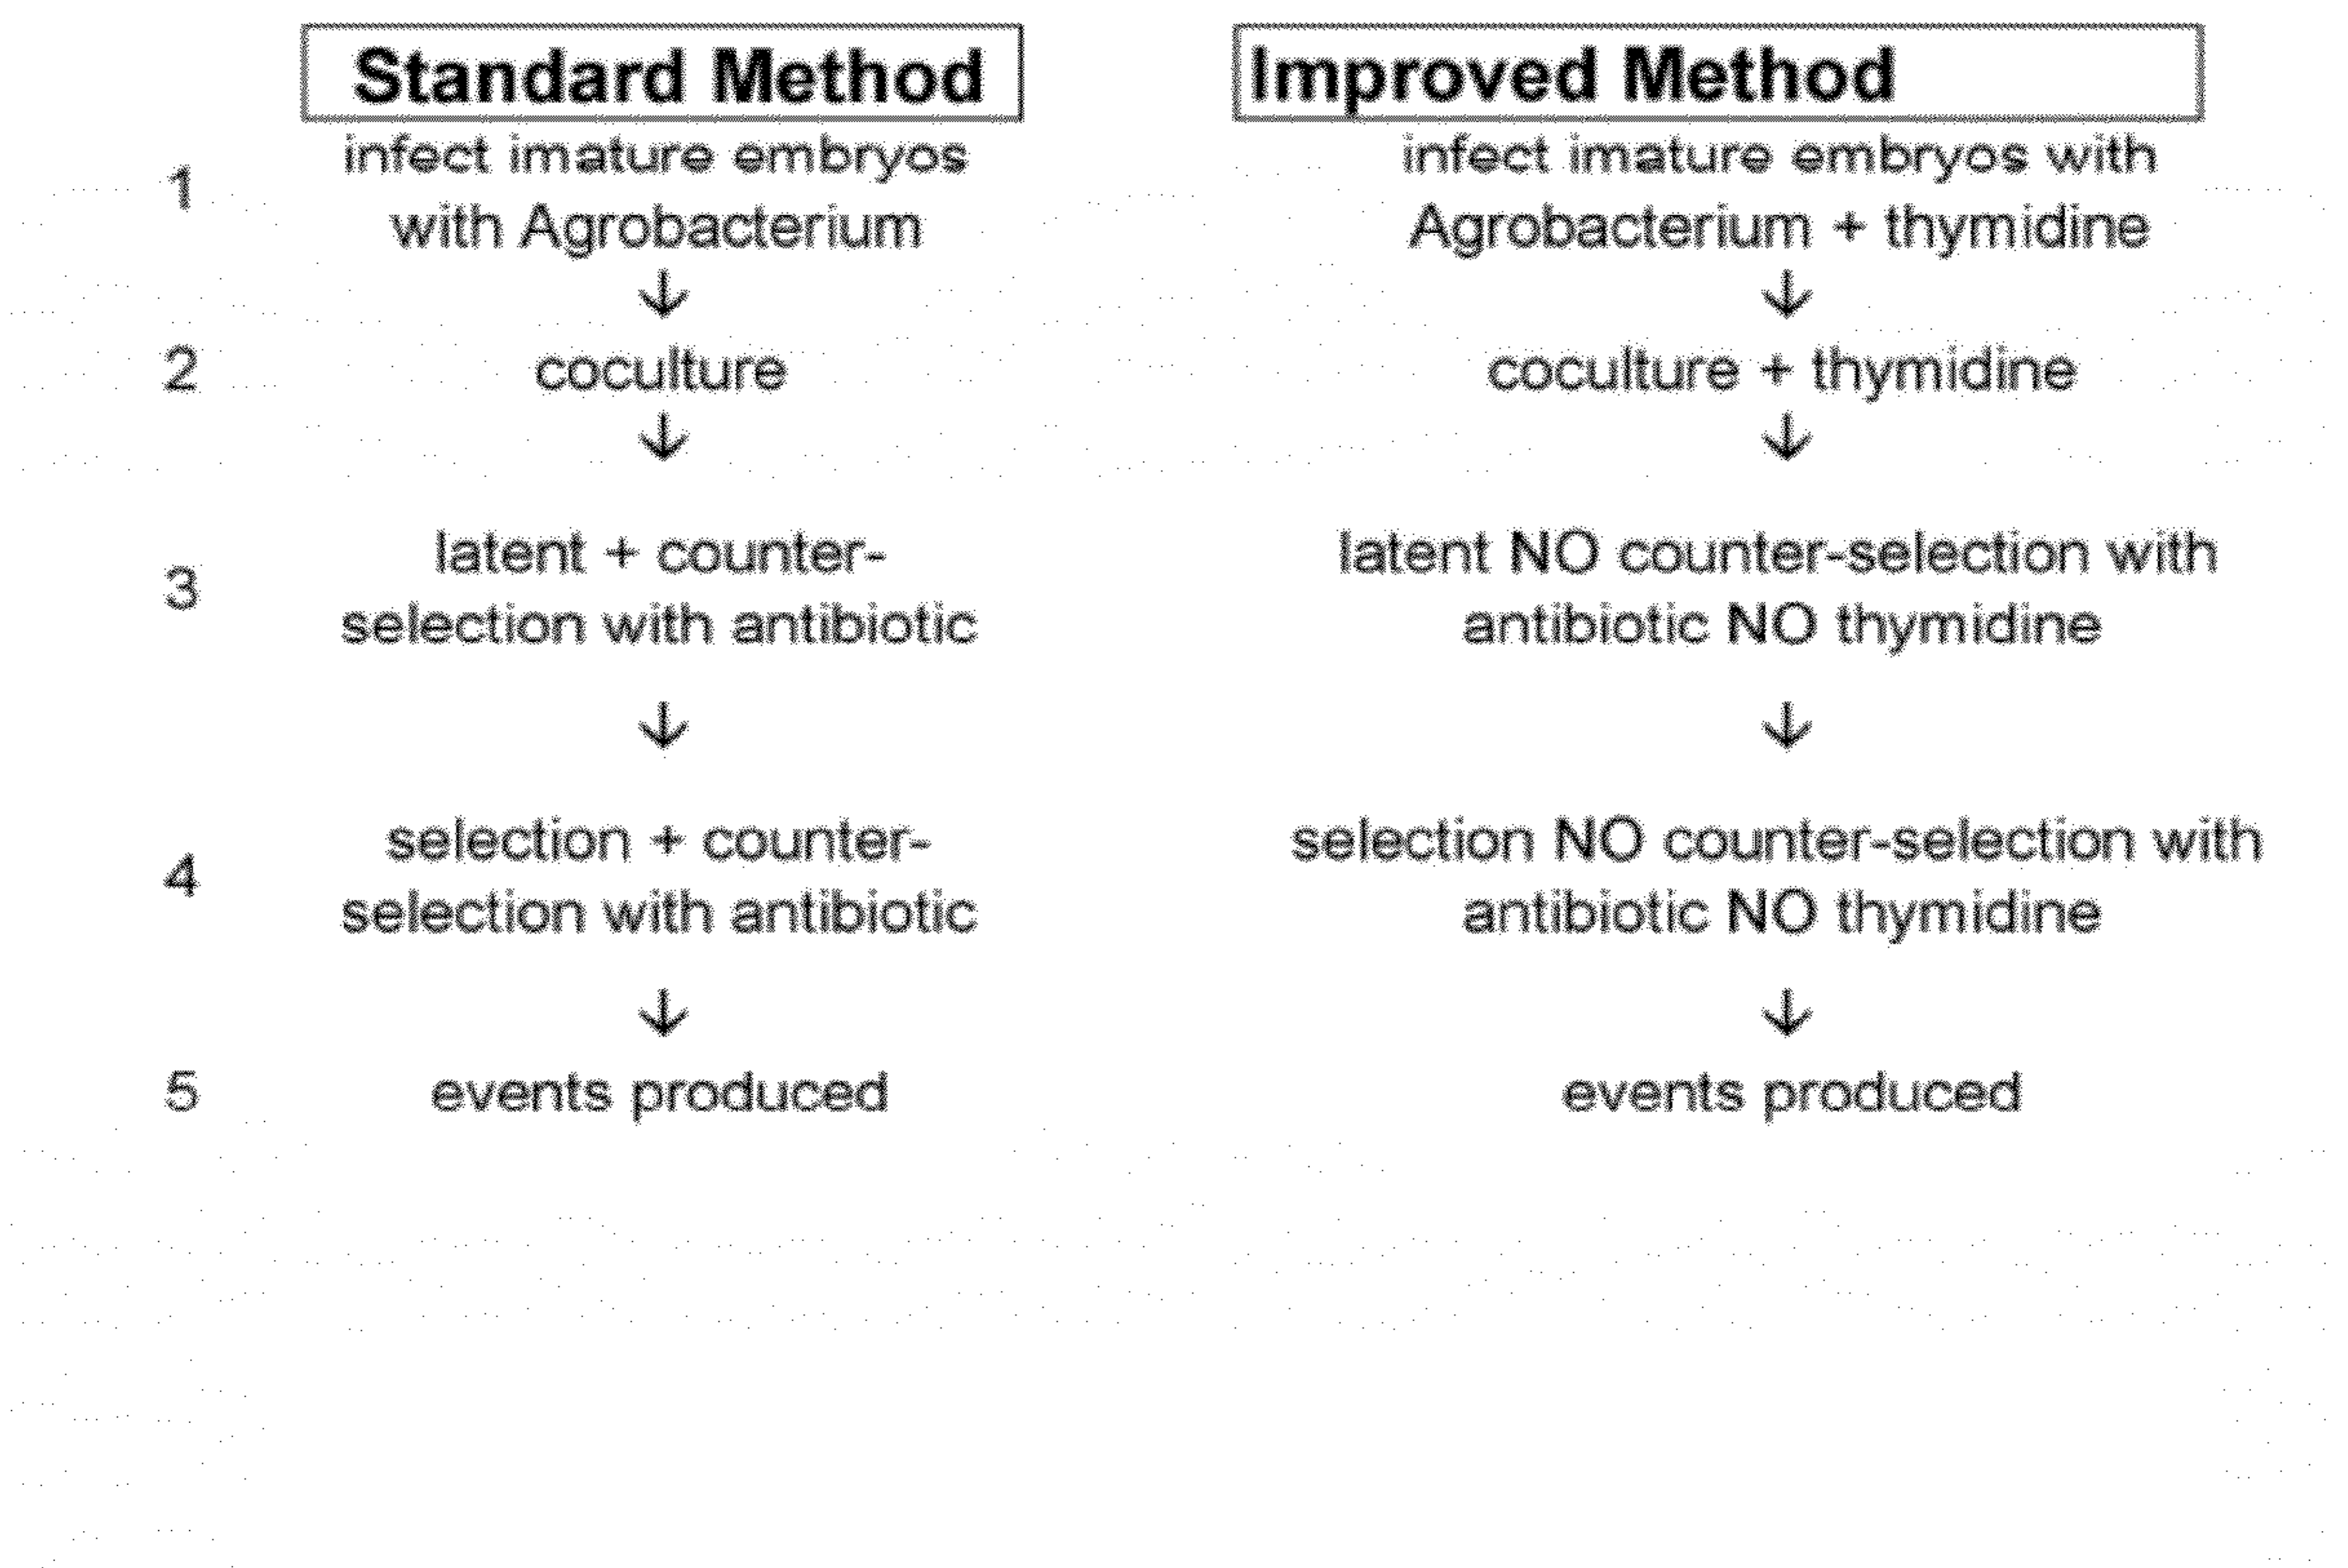 Standard Method
Improved Method
1
infect imature embryos
with Agrobacterium
infect imature embryos with
Agrobacterium + thymidine
↓
↓
2
coculture
coculture + thymidine
↓
↓
3
latent + counter-
selection with antibiotic
latent NO counter-selection with
antibiotic NO thymidine
↓
↓
4
selection + counter-
selection with antibiotic
selection NO counter-selection with
antibiotic NO thymidine
↓
↓
5
events produced
events produced